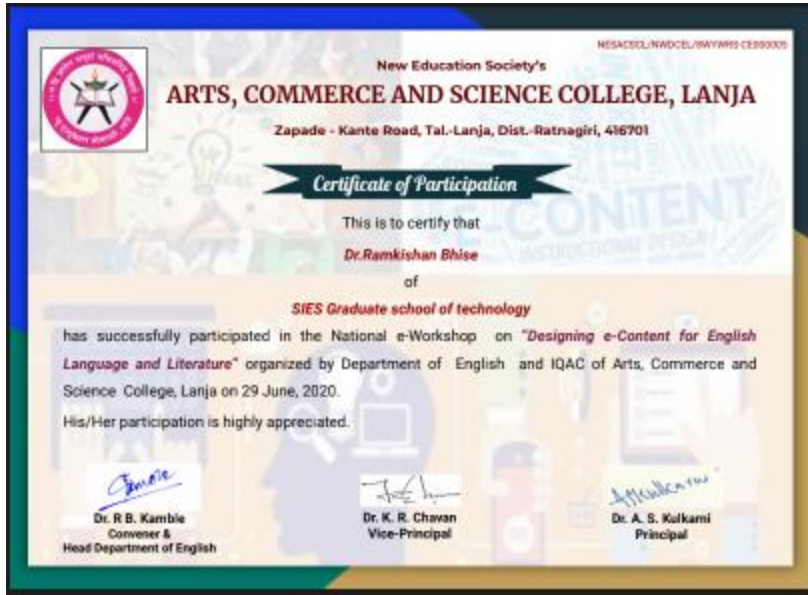 New Education Society's
ARTS, COMMERCE AND SCIENCE COLLEGE, LANJA
Zapade - Kante Road, Tal.-Lanja, Dist.-Ratnagiri, 416701
Certificate of Participation
This is to certify that
Dr.Ramkishan Bhise
of
SIES Graduate school of technology
has successfully participated in the National e-Workshop on "Designing e-Content for English
Language and Literature" organized by Department of English and IQAC of Arts, Commerce and
Science College, Lanja on 29 June, 2020.
His/Her participation is highly appreciated.
Dr. R B. Kamble
Convener &
Head Department of English
Dr. K. R. Chavan
Vice-Principal
Dr. A. S. Kulkarni
Principal
E-CONTENT
INSTRUCTIONAL DESIGN